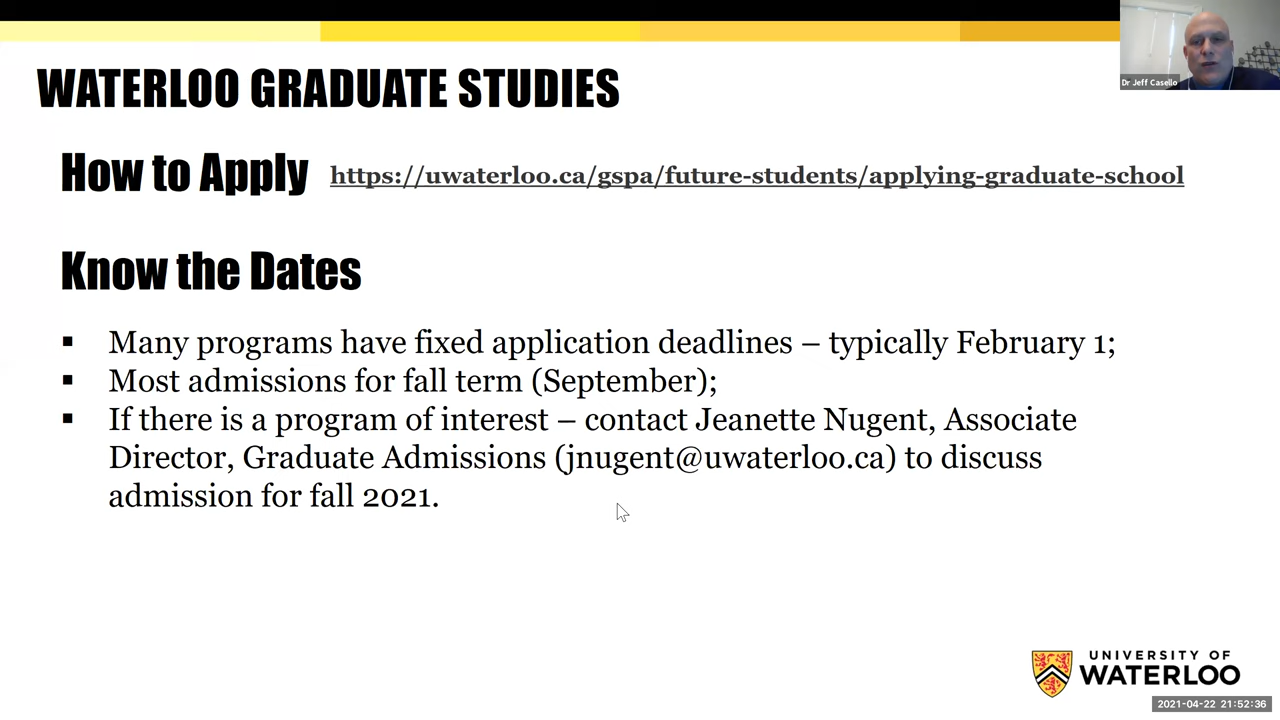 Dr Jeff Casello
WATERLOO GRADUATE STUDIES
How to Apply https://uwaterloo.ca/gspa/future-students/applying-graduate-school
Know the Dates
▪ Many programs have fixed application deadlines – typically February 1;
▪ Most admissions for fall term (September);
▪ If there is a program of interest – contact Jeanette Nugent, Associate
Director, Graduate Admissions (jnugent@uwaterloo.ca) to discuss
admission for fall 2021.
UNIVERSITY OF
WATERLOO
2021-04-22 21:52:36